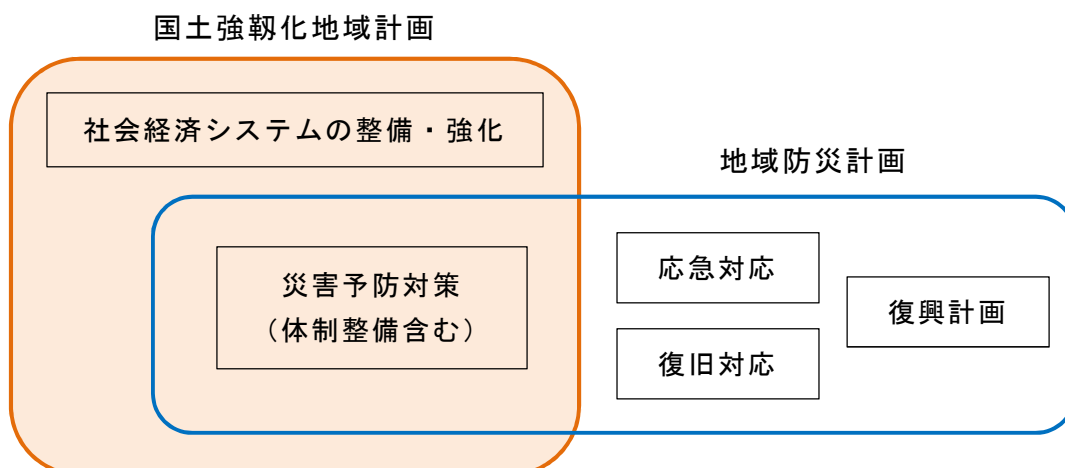 国土強靱化地域計画
社会経済システムの整備・強化
地域防災計画
災害予防対策
（体制整備含む）
応急対応
復旧対応
復興計画